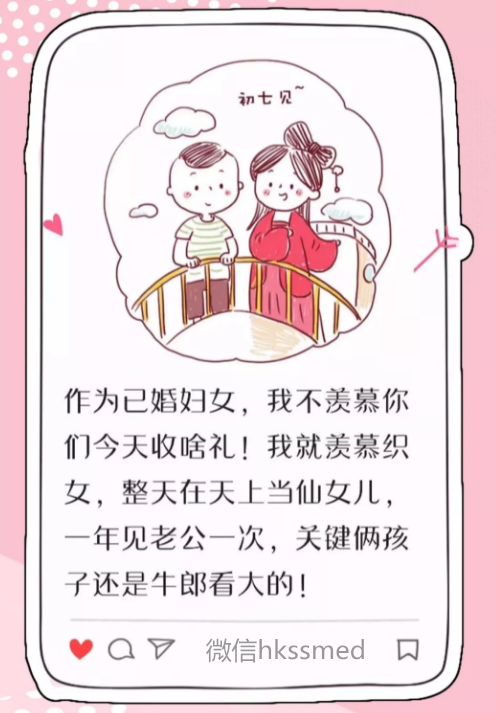 初七见~
作为已婚妇女，我不羡慕你
们今天收啥礼！我就羡慕织
女，整天在天上当仙女儿，
一年见老公一次，关键俩孩
子还是牛郎看大的！
微信hkssmed